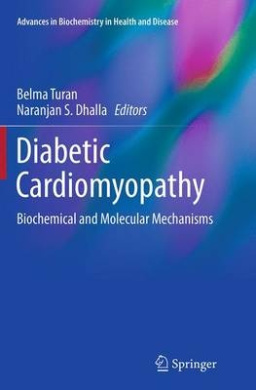 Advances in Biochemistry in Health and Disease
Belma Turan
Naranjan S. Dhalla Editors
Diabetic
Cardiomyopathy
Biochemical and Molecular Mechanisms
Springer